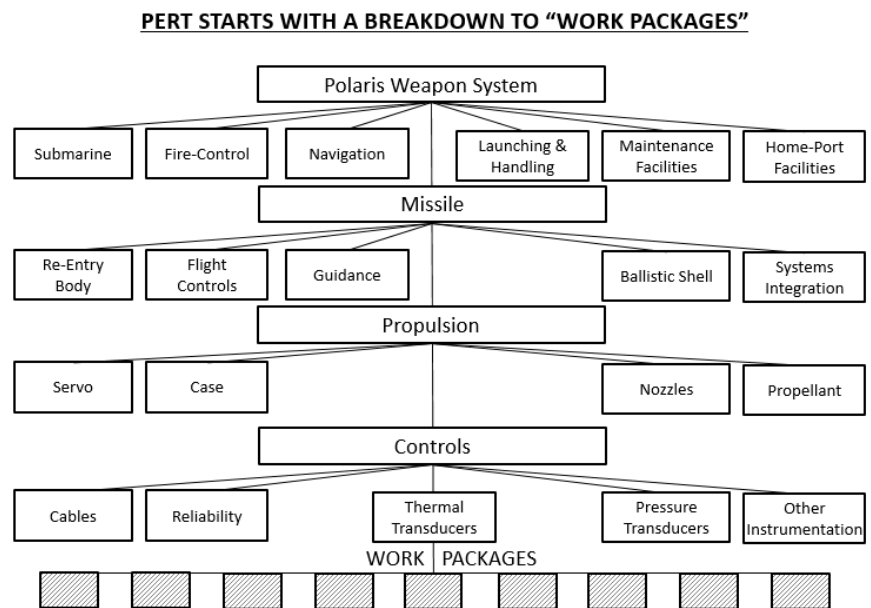 PERT STARTS WITH A BREAKDOWN TO “WORK PACKAGES”
Polaris Weapon System
Submarine
Fire-Control
Navigation
Launching &
Handling
Maintenance
Facilities
Home-Port
Facilities
Missile
Re-Entry
Body
Flight
Controls
Guidance
Ballistic Shell
Systems
Integration
Propulsion
Servo
Case
Nozzles
Propellant
Controls
Cables
Reliability
Thermal
Transducers
Pressure
Transducers
Other
Instrumentation
WORK PACKAGES